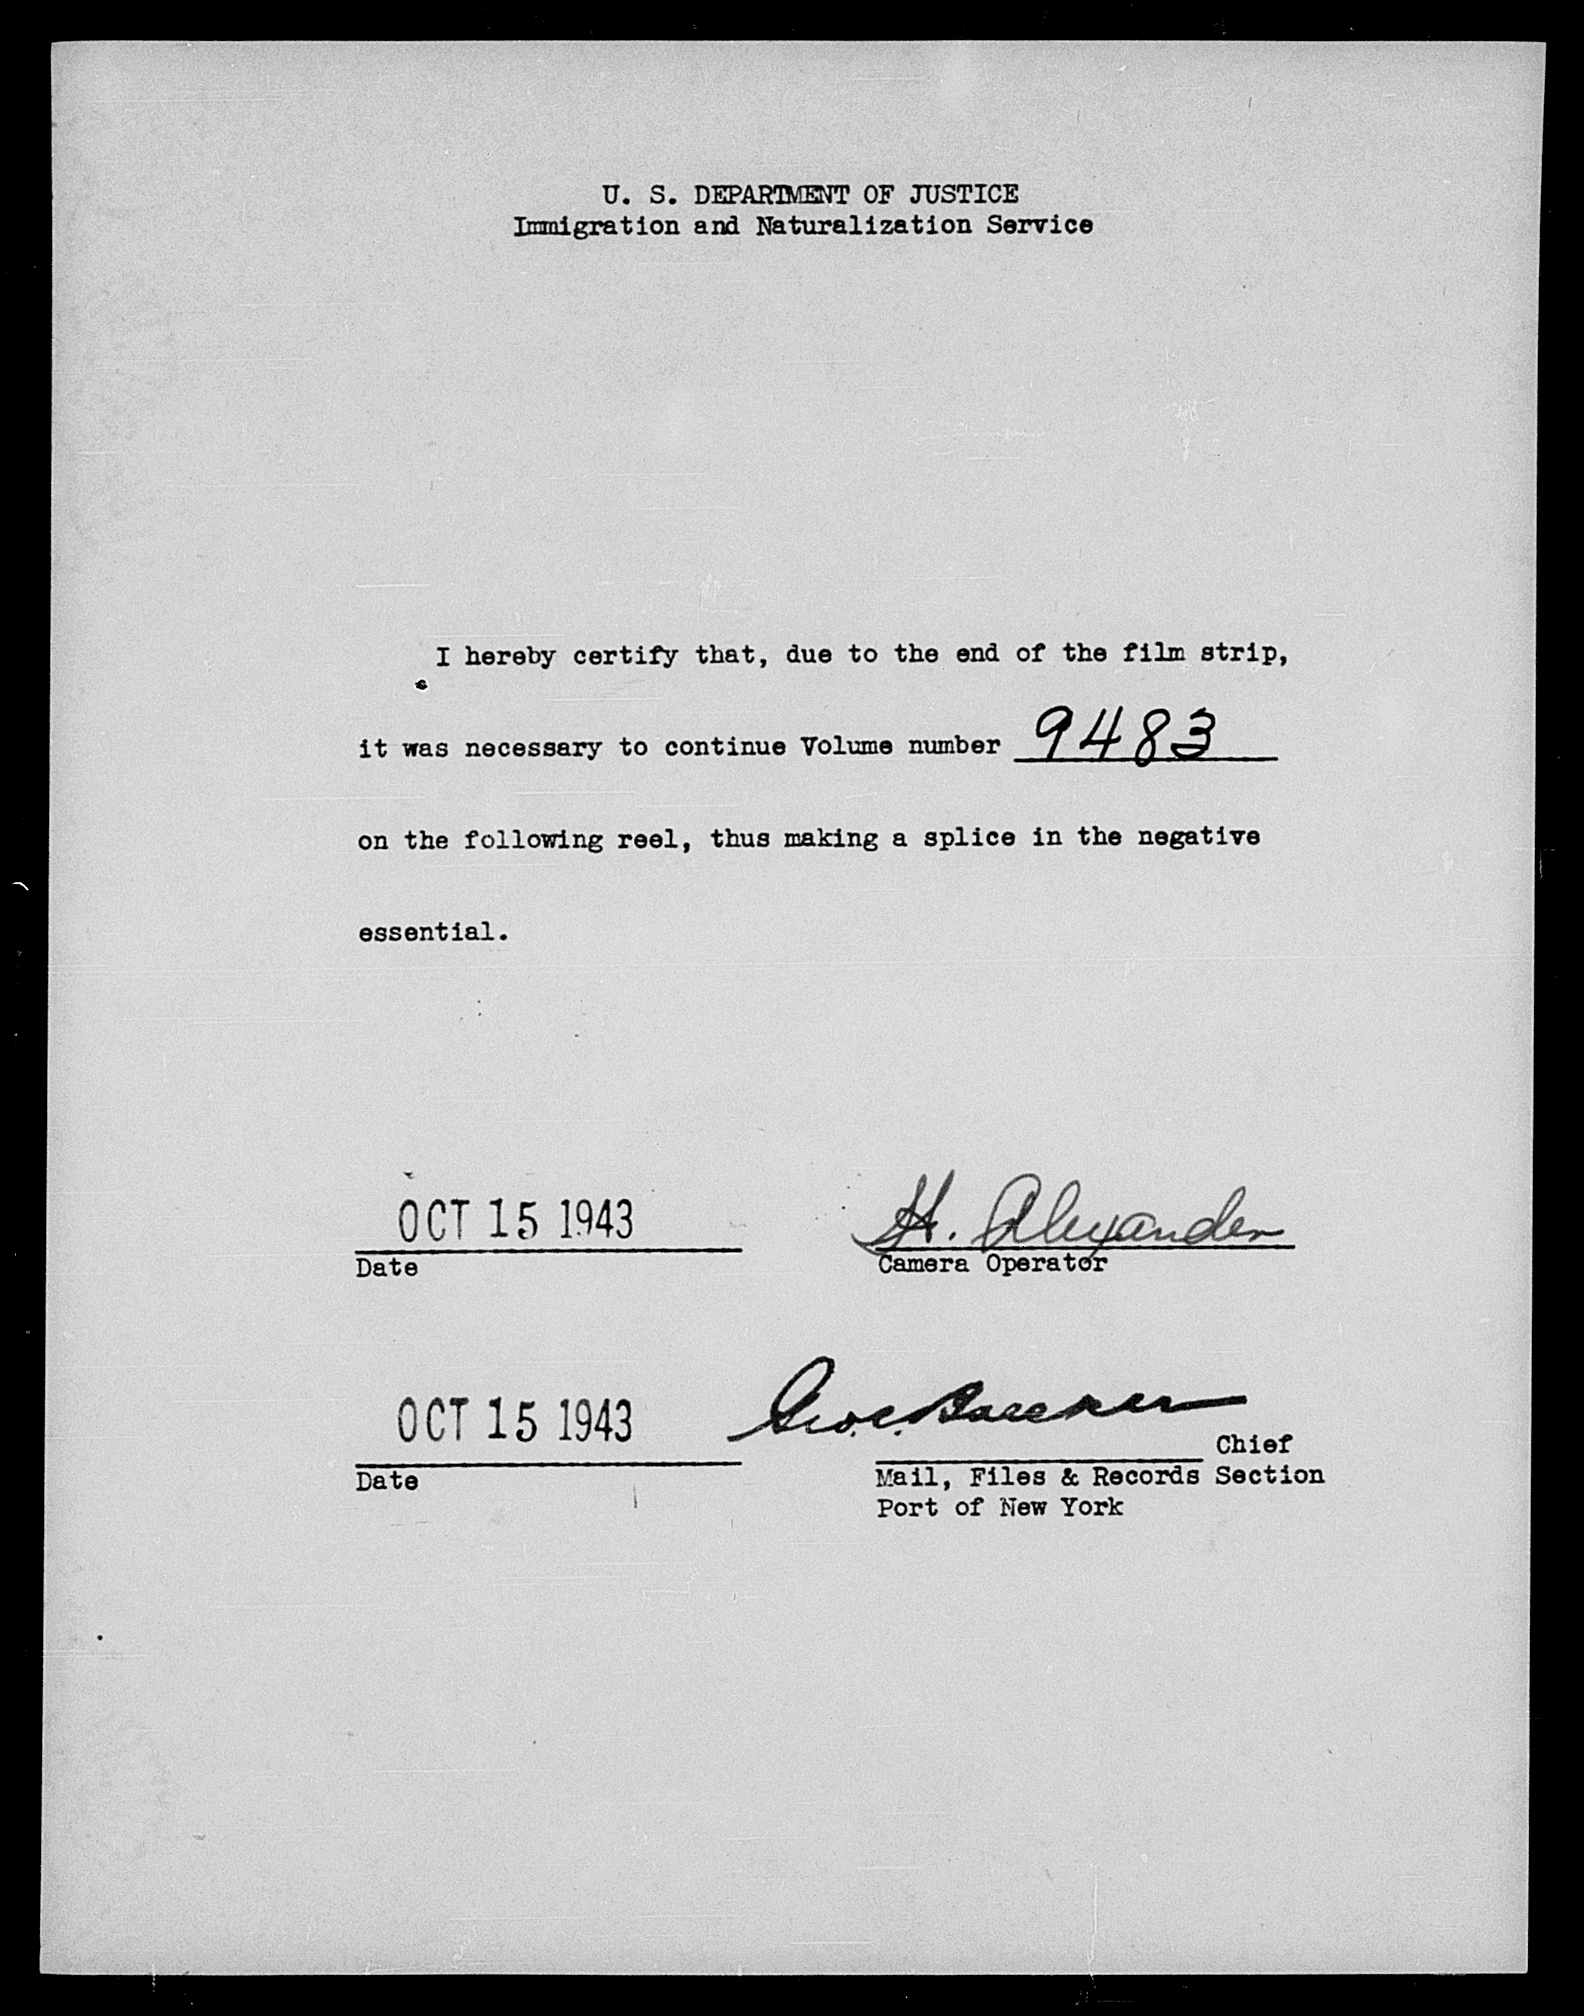 U. S. DEPARTMENT OF JUSTICE
Immigration and Naturalization Service
I hereby certify that, due to the end of the film strip,
it was necessary to continue Volume number 9483
on the following reel, thus making a splice in the negative
essential.
OCT 15 1943
H. Alexander
Date
Camera Operator
OCT 15 1943
Geo. C.
Chief
Date
Mail, Files & Records Section
Port of New York